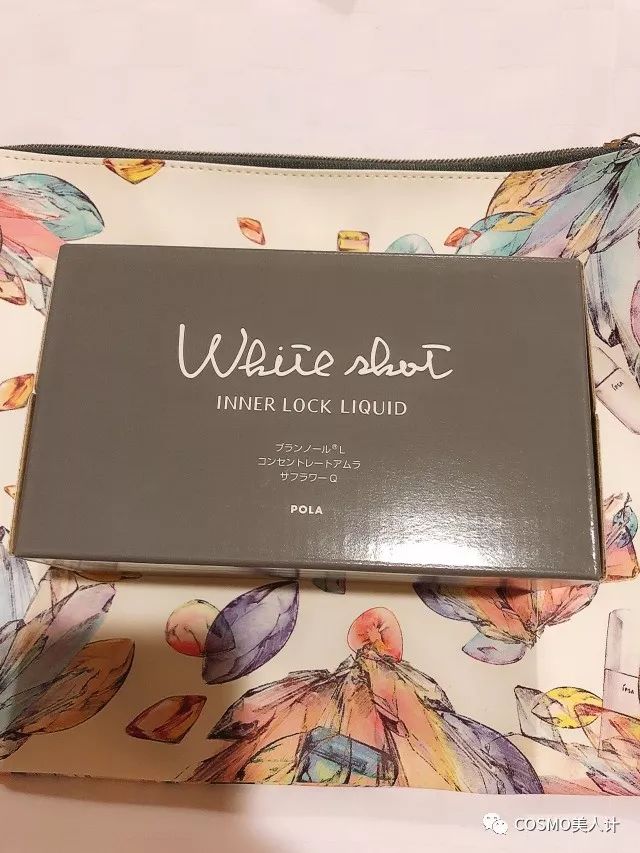 White shot
INNER LOCK LIQUID
ブランノール®L
コンセントレートアムラ
サフラワーQ
POLA
COSMO美人计